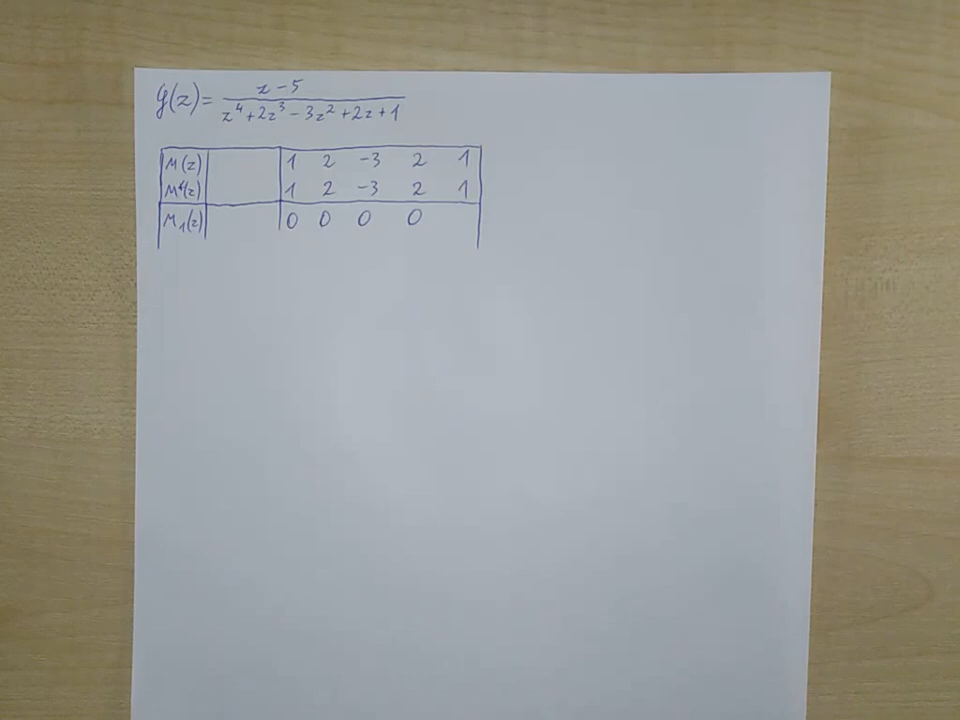 G(z) = (z - 5) / (z⁴ + 2z³ - 3z² + 2z + 1)
M(z) 1 2 -3 2 1
M*(z) 1 2 -3 2 1
M₁(z) 0 0 0 0